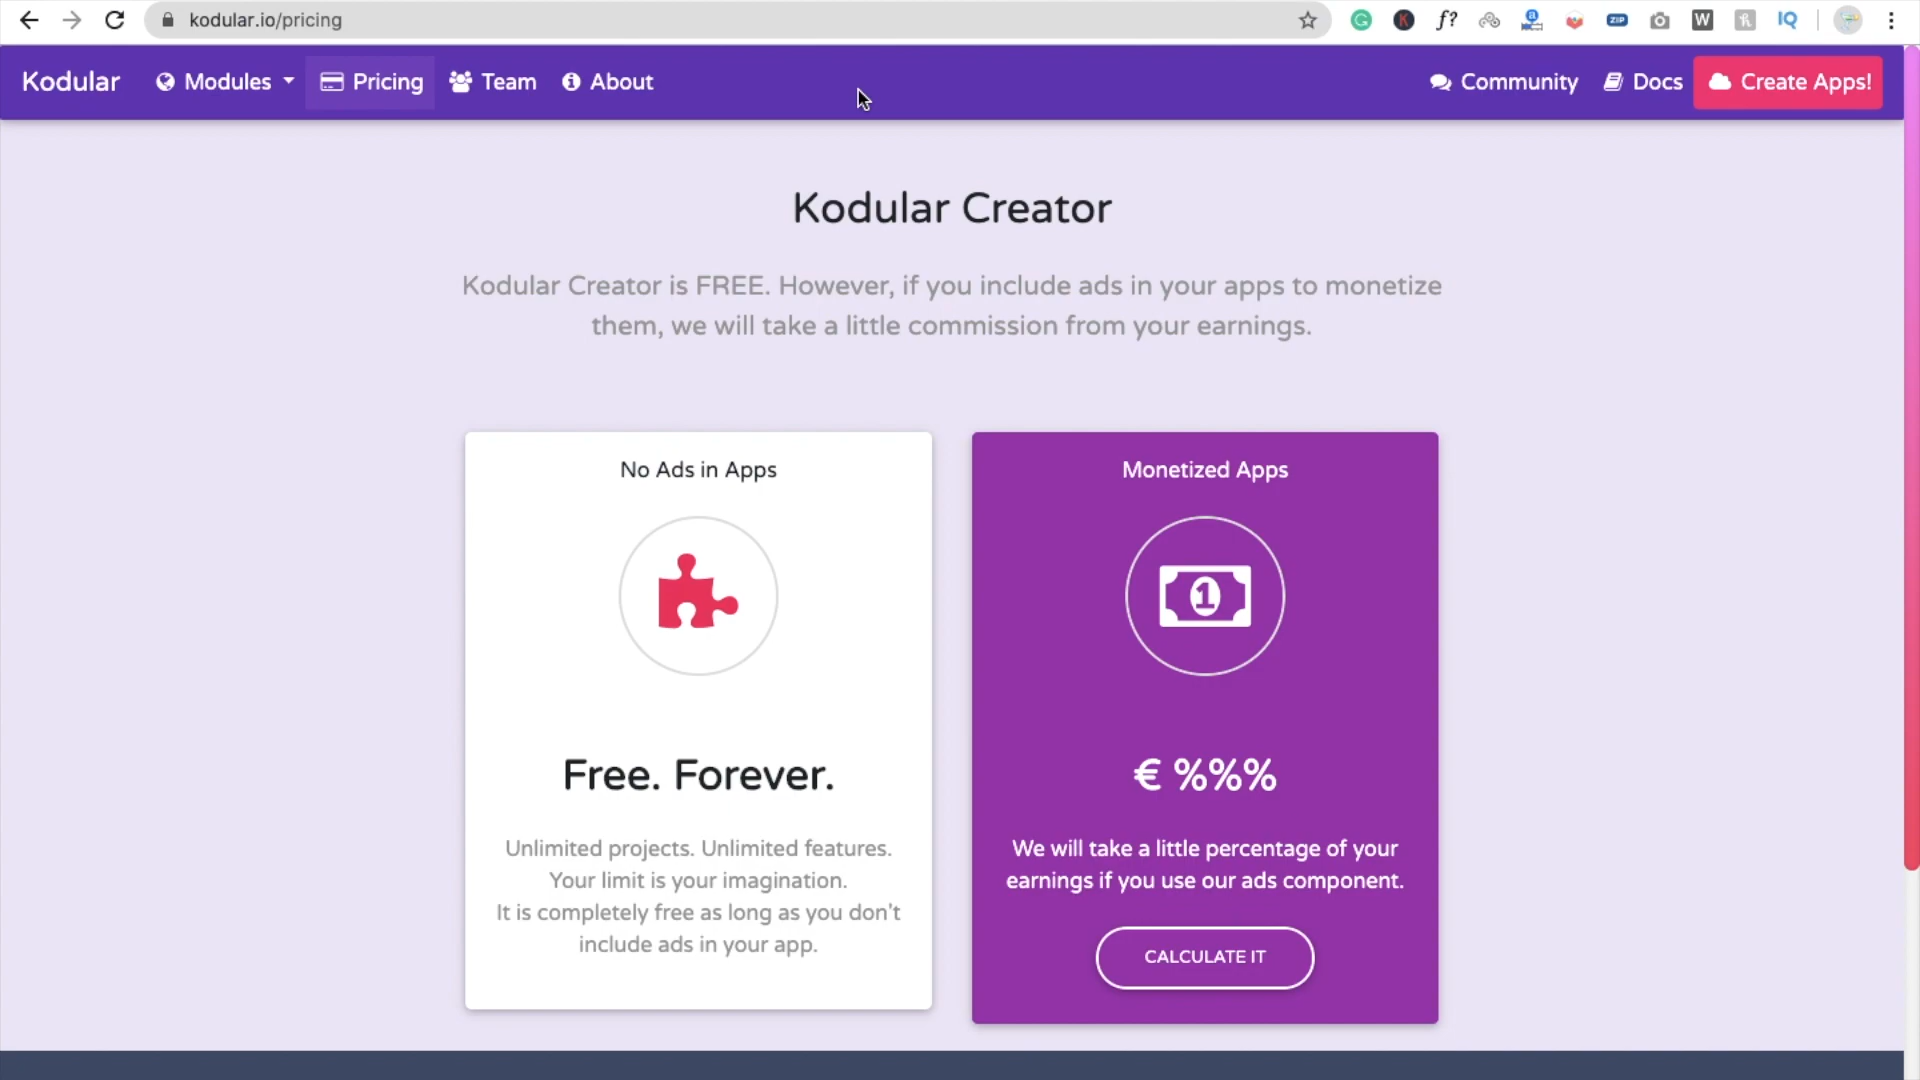 kodular.io/pricing
f?
ZIP
W
IQ
Kodular
Modules
Pricing
Team
About
Community
Docs
Create Apps!
Kodular Creator
Kodular Creator is FREE. However, if you include ads in your apps to monetize
them, we will take a little commission from your earnings.
No Ads in Apps
Free. Forever.
Unlimited projects. Unlimited features.
Your limit is your imagination.
It is completely free as long as you don't
include ads in your app.
Monetized Apps
1
€ %%%
We will take a little percentage of your
earnings if you use our ads component.
CALCULATE IT